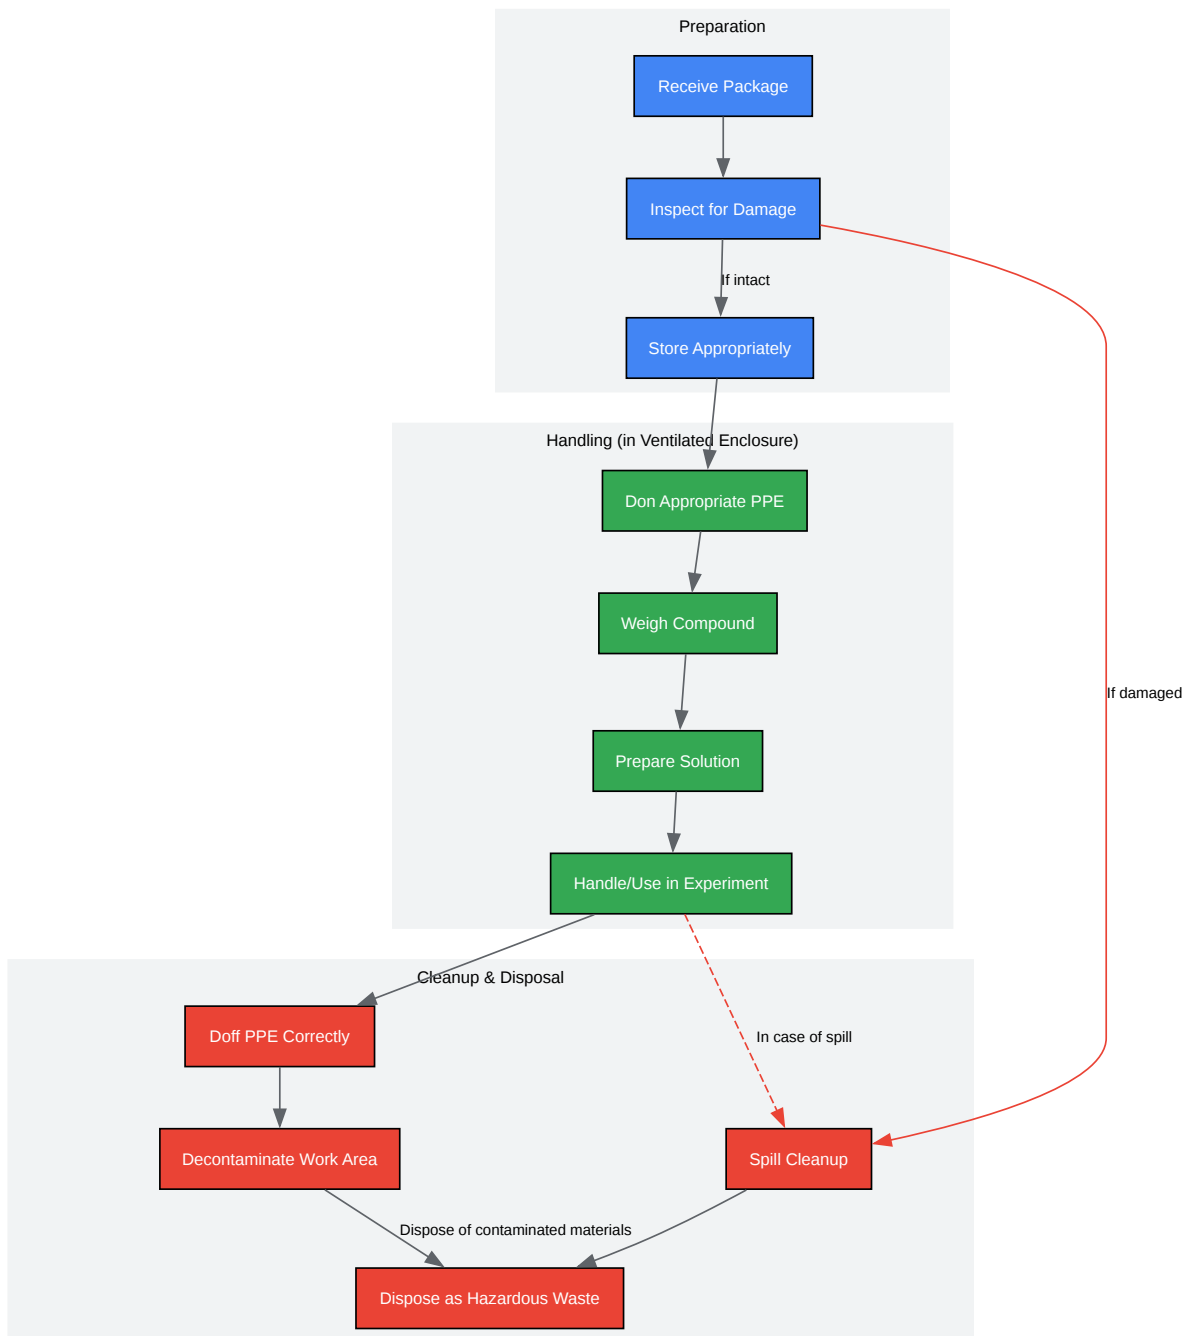 Preparation
Receive Package
Inspect for Damage
If intact
Store Appropriately
Handling (in Ventilated Enclosure)
Don Appropriate PPE
Weigh Compound
If damaged
Prepare Solution
Handle/Use in Experiment
Cleanup & Disposal
Doff PPE Correctly
In case of spill
Decontaminate Work Area
Spill Cleanup
Dispose of contaminated materials
Dispose as Hazardous Waste